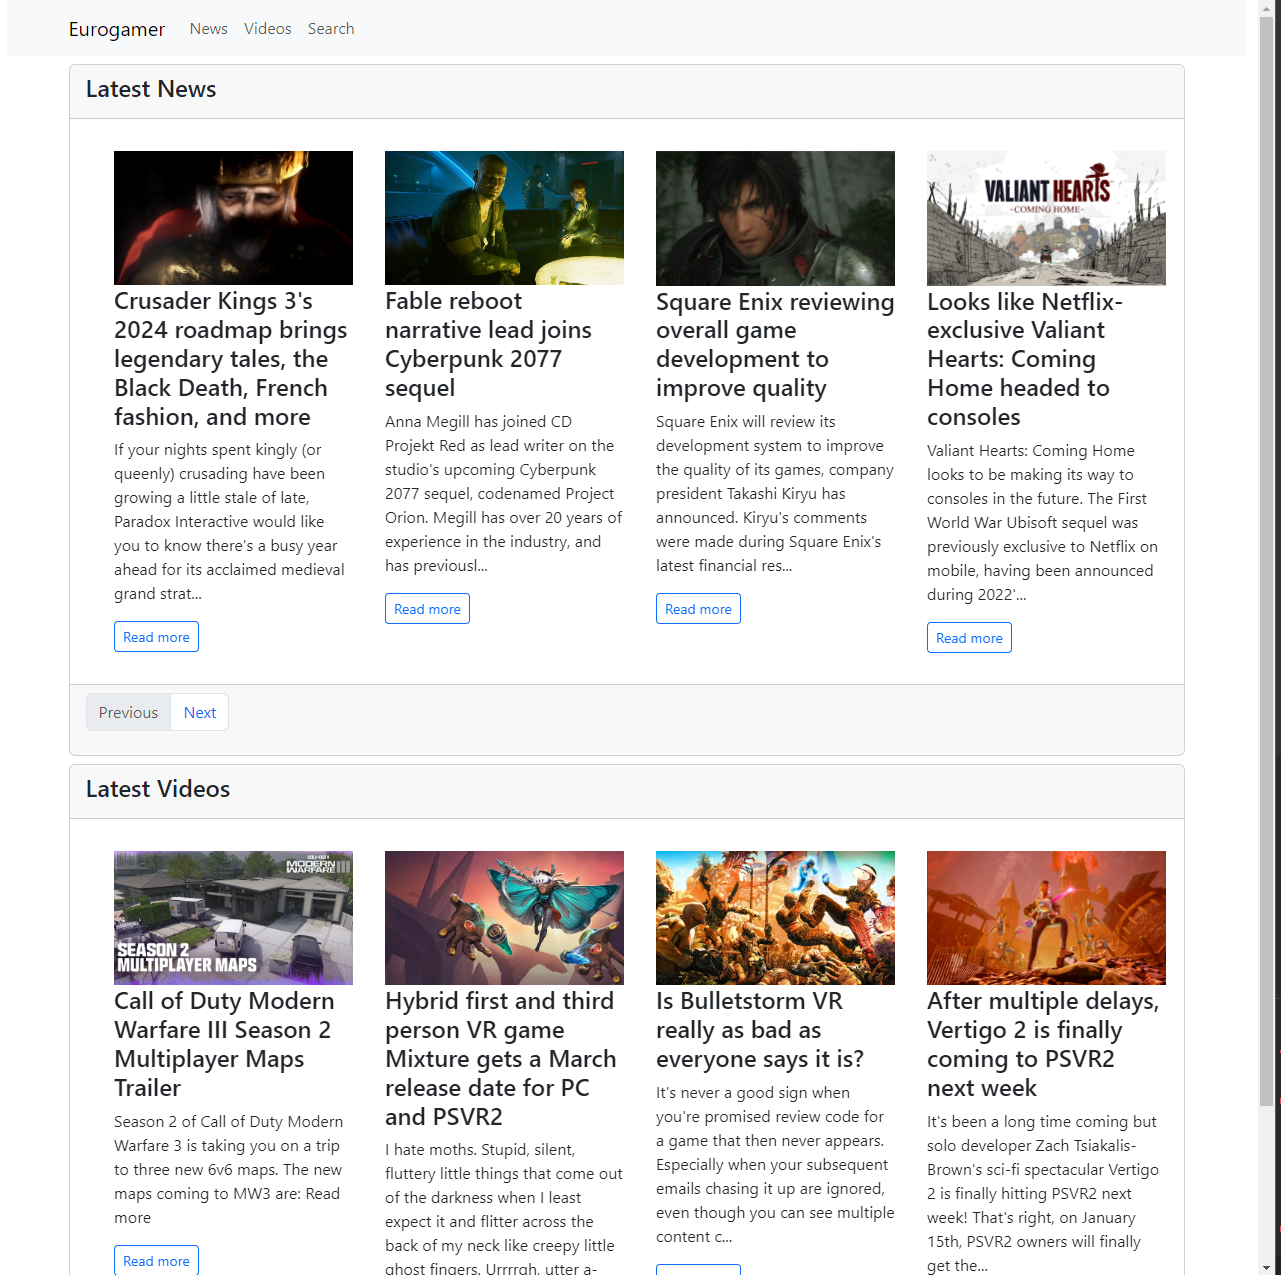 Eurogamer News Videos Search
Latest News
VALIANT HEARTS
-COMING HOME-
Crusader Kings 3's
2024 roadmap brings
legendary tales, the
Black Death, French
fashion, and more
If your nights spent kingly (or
queenly) crusading have been
growing a little stale of late,
Paradox Interactive would like
you to know there's a busy year
ahead for its acclaimed medieval
grand strat...
Read more
Fable reboot
narrative lead joins
Cyberpunk 2077
sequel
Anna Megill has joined CD
Projekt Red as lead writer on the
studio's upcoming Cyberpunk
2077 sequel, codenamed Project
Orion. Megill has over 20 years of
experience in the industry, and
has previousl...
Read more
Square Enix reviewing
overall game
development to
improve quality
Square Enix will review its
development system to improve
the quality of its games, company
president Takashi Kiryu has
announced. Kiryu's comments
were made during Square Enix's
latest financial res...
Read more
Looks like Netflix-
exclusive Valiant
Hearts: Coming
Home headed to
consoles
Valiant Hearts: Coming Home
looks to be making its way to
consoles in the future. The First
World War Ubisoft sequel was
previously exclusive to Netflix on
mobile, having been announced
during 2022'...
Read more
Previous Next
Latest Videos
CALL OF DUTY
MODERN
WARFARE III
SEASON 2
MULTIPLAYER MAPS
Call of Duty Modern
Warfare III Season 2
Multiplayer Maps
Trailer
Season 2 of Call of Duty Modern
Warfare 3 is taking you on a trip
to three new 6v6 maps. The new
maps coming to MW3 are: Read
more
Read more
Hybrid first and third
person VR game
Mixture gets a March
release date for PC
and PSVR2
I hate moths. Stupid, silent,
fluttery little things that come out
of the darkness when I least
expect it and flitter across the
back of my neck like creepy little
ghost fingers. Urrrrgh, utter a-
Is Bulletstorm VR
really as bad as
everyone says it is?
It's never a good sign when
you're promised review code for
a game that then never appears.
Especially when your subsequent
emails chasing it up are ignored,
even though you can see multiple
content c...
After multiple delays,
Vertigo 2 is finally
coming to PSVR2
next week
It's been a long time coming but
solo developer Zach Tsiakalis-
Brown's sci-fi spectacular Vertigo
2 is finally hitting PSVR2 next
week! That's right, on January
15th, PSVR2 owners will finally
get the...